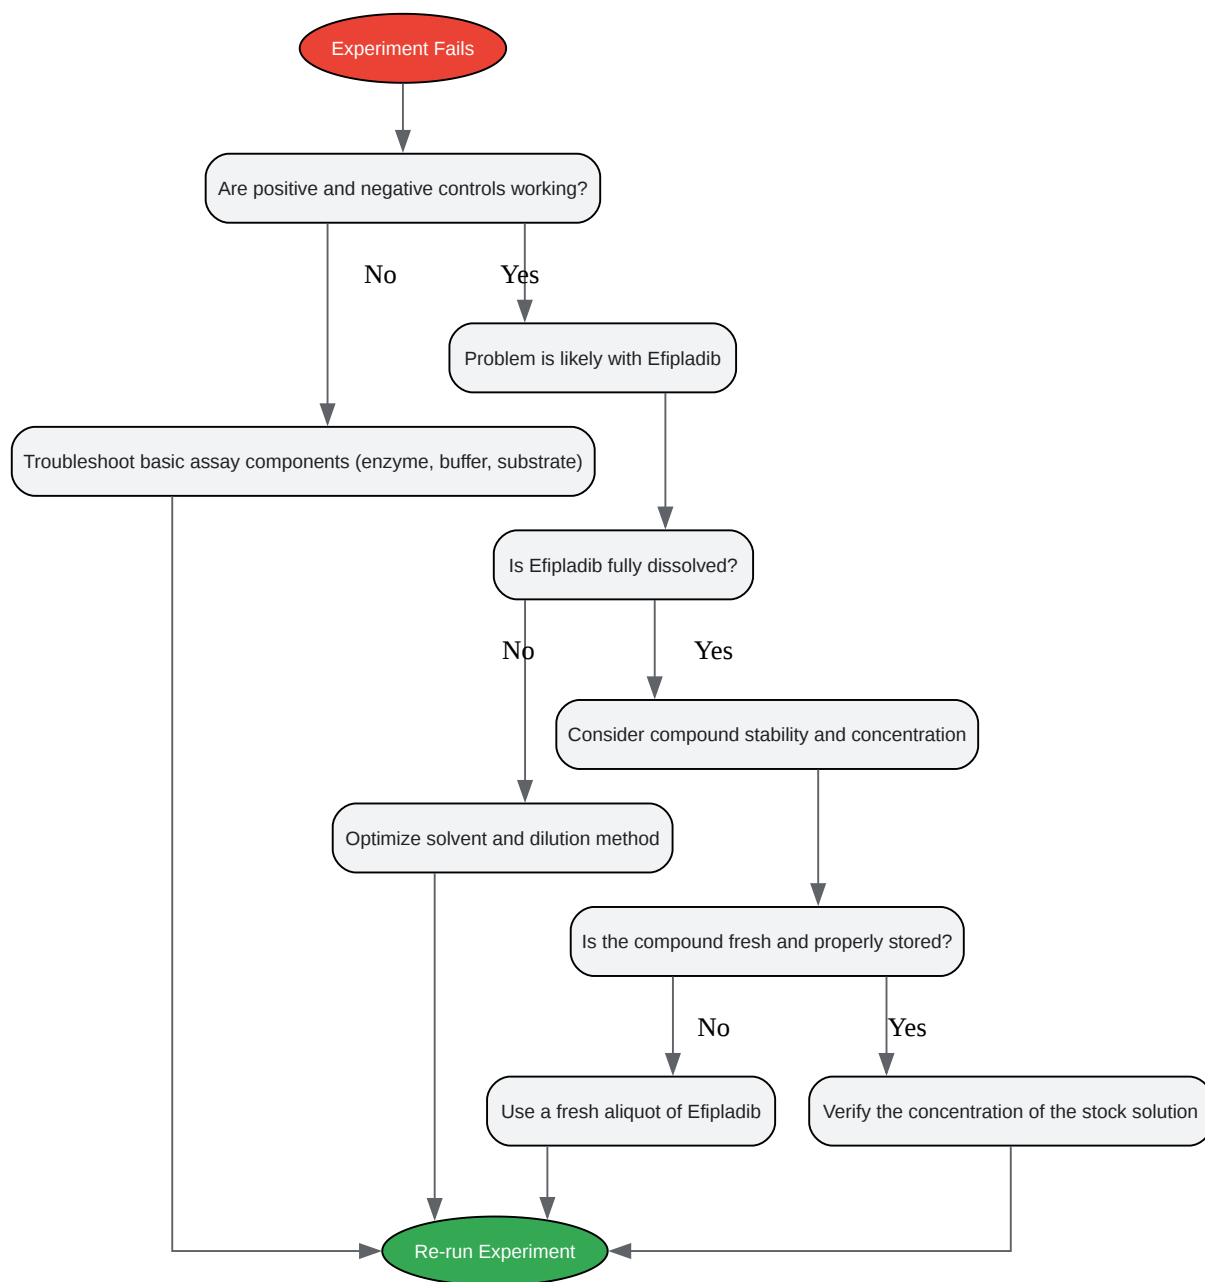 Experiment Fails
Are positive and negative controls working?
No
Yes
Problem is likely with Efipladib
Troubleshoot basic assay components (enzyme, buffer, substrate)
Is Efipladib fully dissolved?
No
Yes
Consider compound stability and concentration
Optimize solvent and dilution method
Is the compound fresh and properly stored?
No
Yes
Use a fresh aliquot of Efipladib
Verify the concentration of the stock solution
Re-run Experiment